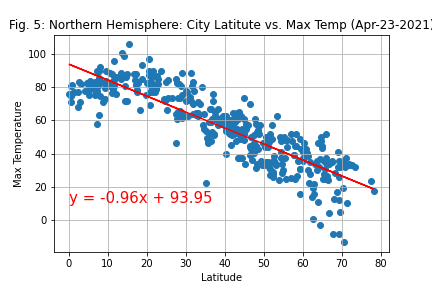 Fig. 5: Northern Hemisphere: City Latitute vs. Max Temp (Apr-23-2021)
Max Temperature
100
80
60
40
20
0
y = -0.96x + 93.95
0 10 20 30 40 50 60 70 80
Latitude